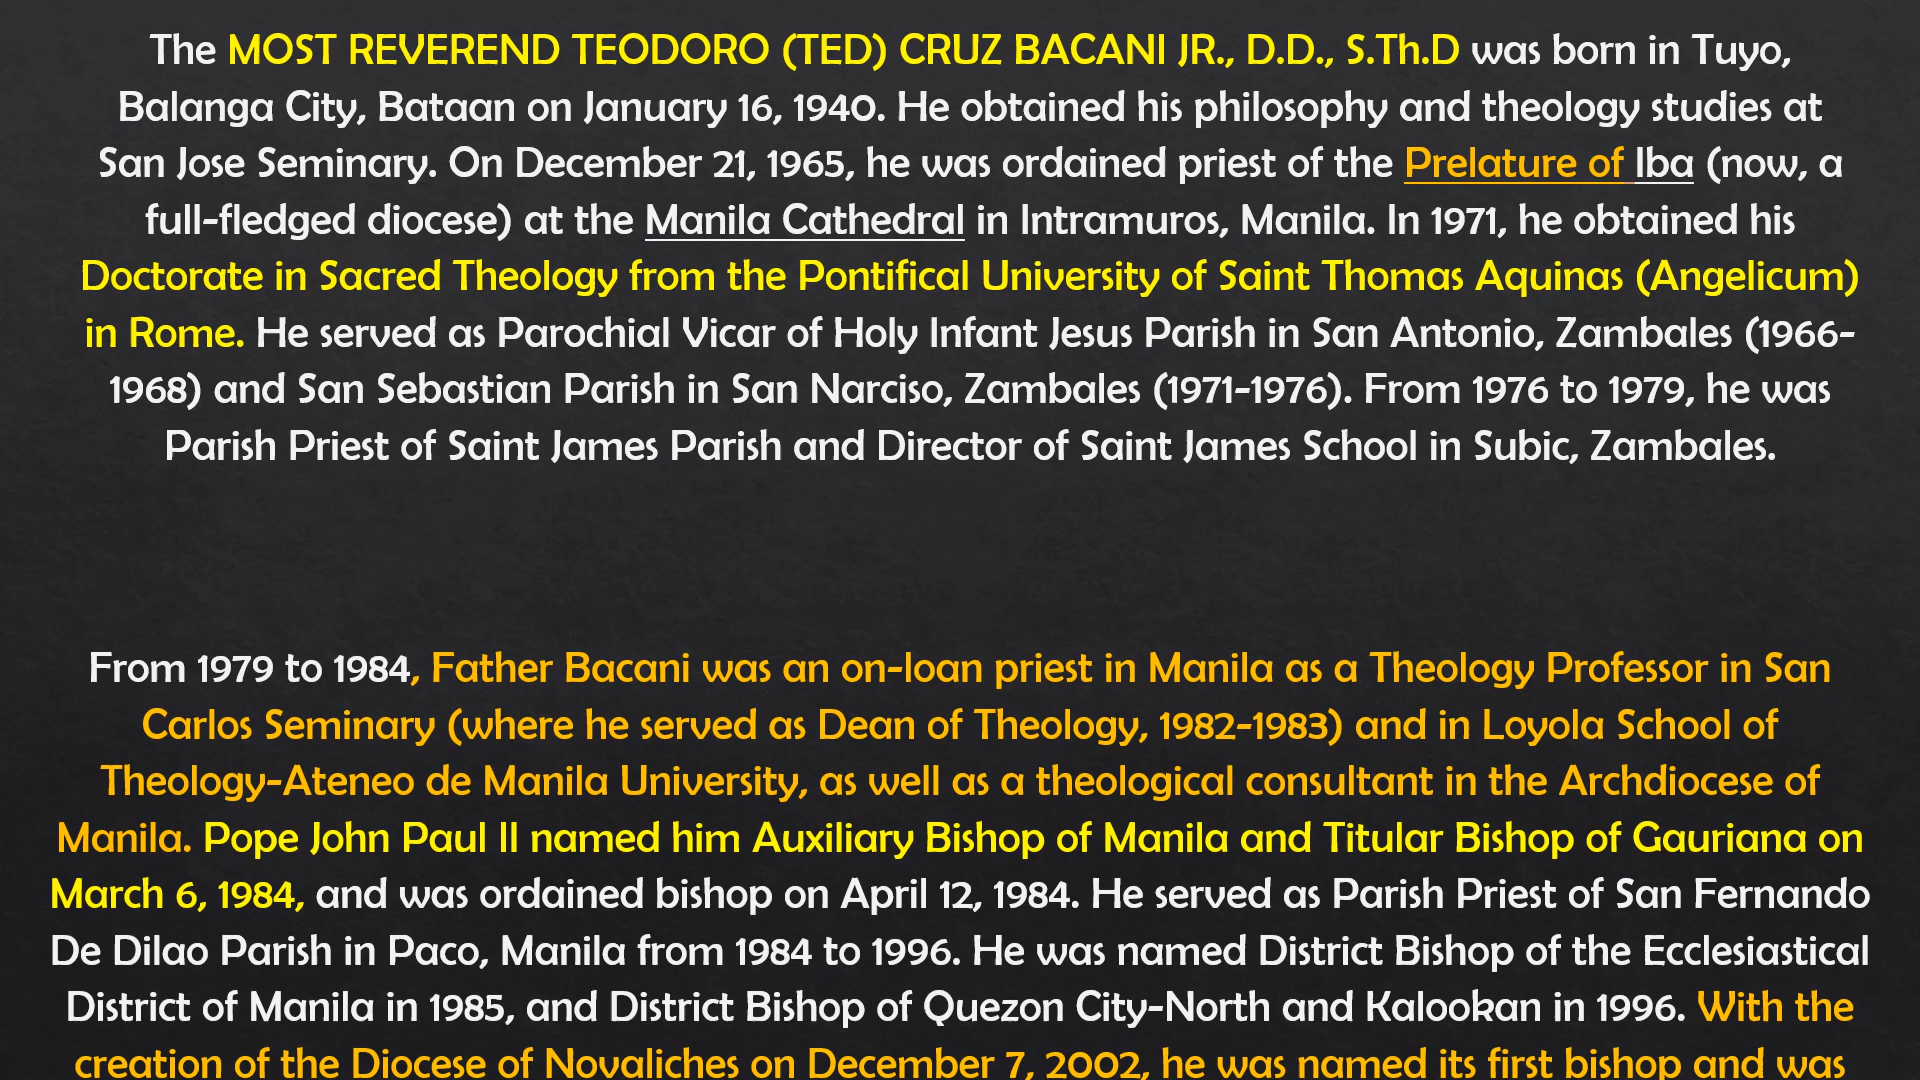 The MOST REVEREND TEODORO (TED) CRUZ BACANI JR., D.D., S.Th.D was born in Tuyo,
Balanga City, Bataan on January 16, 1940. He obtained his philosophy and theology studies at
San Jose Seminary. On December 21, 1965, he was ordained priest of the Prelature of Iba (now, a
full-fledged diocese) at the Manila Cathedral in Intramuros, Manila. In 1971, he obtained his
Doctorate in Sacred Theology from the Pontifical University of Saint Thomas Aquinas (Angelicum)
in Rome. He served as Parochial Vicar of Holy Infant Jesus Parish in San Antonio, Zambales (1966-
1968) and San Sebastian Parish in San Narciso, Zambales (1971-1976). From 1976 to 1979, he was
Parish Priest of Saint James Parish and Director of Saint James School in Subic, Zambales.
From 1979 to 1984, Father Bacani was an on-loan priest in Manila as a Theology Professor in San
Carlos Seminary (where he served as Dean of Theology, 1982-1983) and in Loyola School of
Theology-Ateneo de Manila University, as well as a theological consultant in the Archdiocese of
Manila. Pope John Paul II named him Auxiliary Bishop of Manila and Titular Bishop of Gauriana on
March 6, 1984, and was ordained bishop on April 12, 1984. He served as Parish Priest of San Fernando
De Dilao Parish in Paco, Manila from 1984 to 1996. He was named District Bishop of the Ecclesiastical
District of Manila in 1985, and District Bishop of Quezon City-North and Kalookan in 1996. With the
creation of the Diocese of Novaliches on December 7, 2002, he was named its first bishop and was